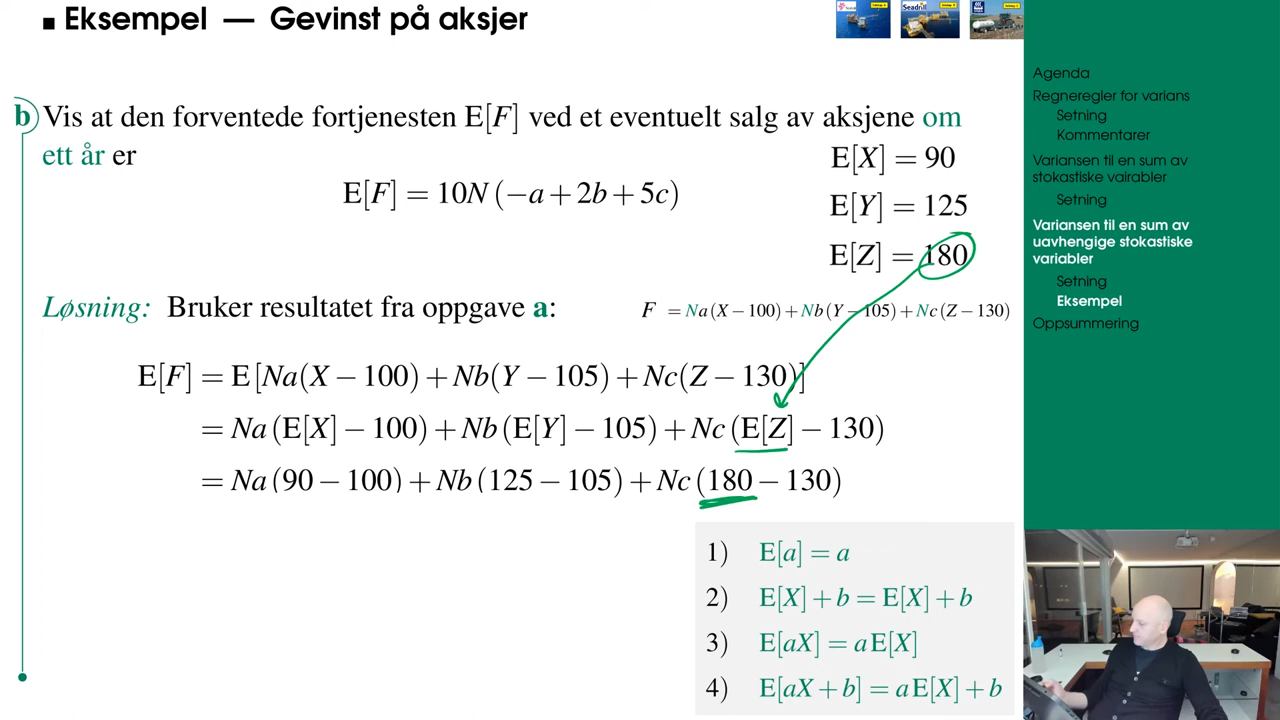 Eksempel — Gevinst på aksjer
Seadrill
b Vis at den forventede fortjenesten E[F] ved et eventuelt salg av aksjene om
ett år er
E[X] = 90
E[F] = 10N (−a + 2b + 5c)
E[Y] = 125
E[Z] = 180
Løsning: Bruker resultatet fra oppgave a:
F = Na(X − 100) + Nb(Y − 105) + Nc(Z − 130)
E[F] = E[Na(X − 100) + Nb(Y − 105) + Nc(Z − 130)]
= Na(E[X] − 100) + Nb(E[Y] − 105) + Nc(E[Z] − 130)
= Na(90 − 100) + Nb(125 − 105) + Nc(180 − 130)
1) E[a] = a
2) E[X] + b = E[X] + b
3) E[aX] = aE[X]
4) E[aX + b] = aE[X] + b
Agenda
Regneregler for varians
Setning
Kommentarer
Variansen til en sum av
stokastiske vairabler
Setning
Variansen til en sum av
uavhengige stokastiske
variabler
Setning
Eksempel
Oppsummering